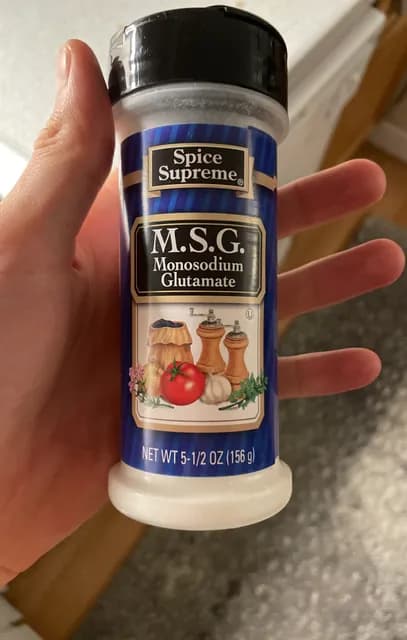 Spice
Supreme®
M.S.G.
Monosodium
Glutamate
NET WT 5-1/2 OZ (156 g)